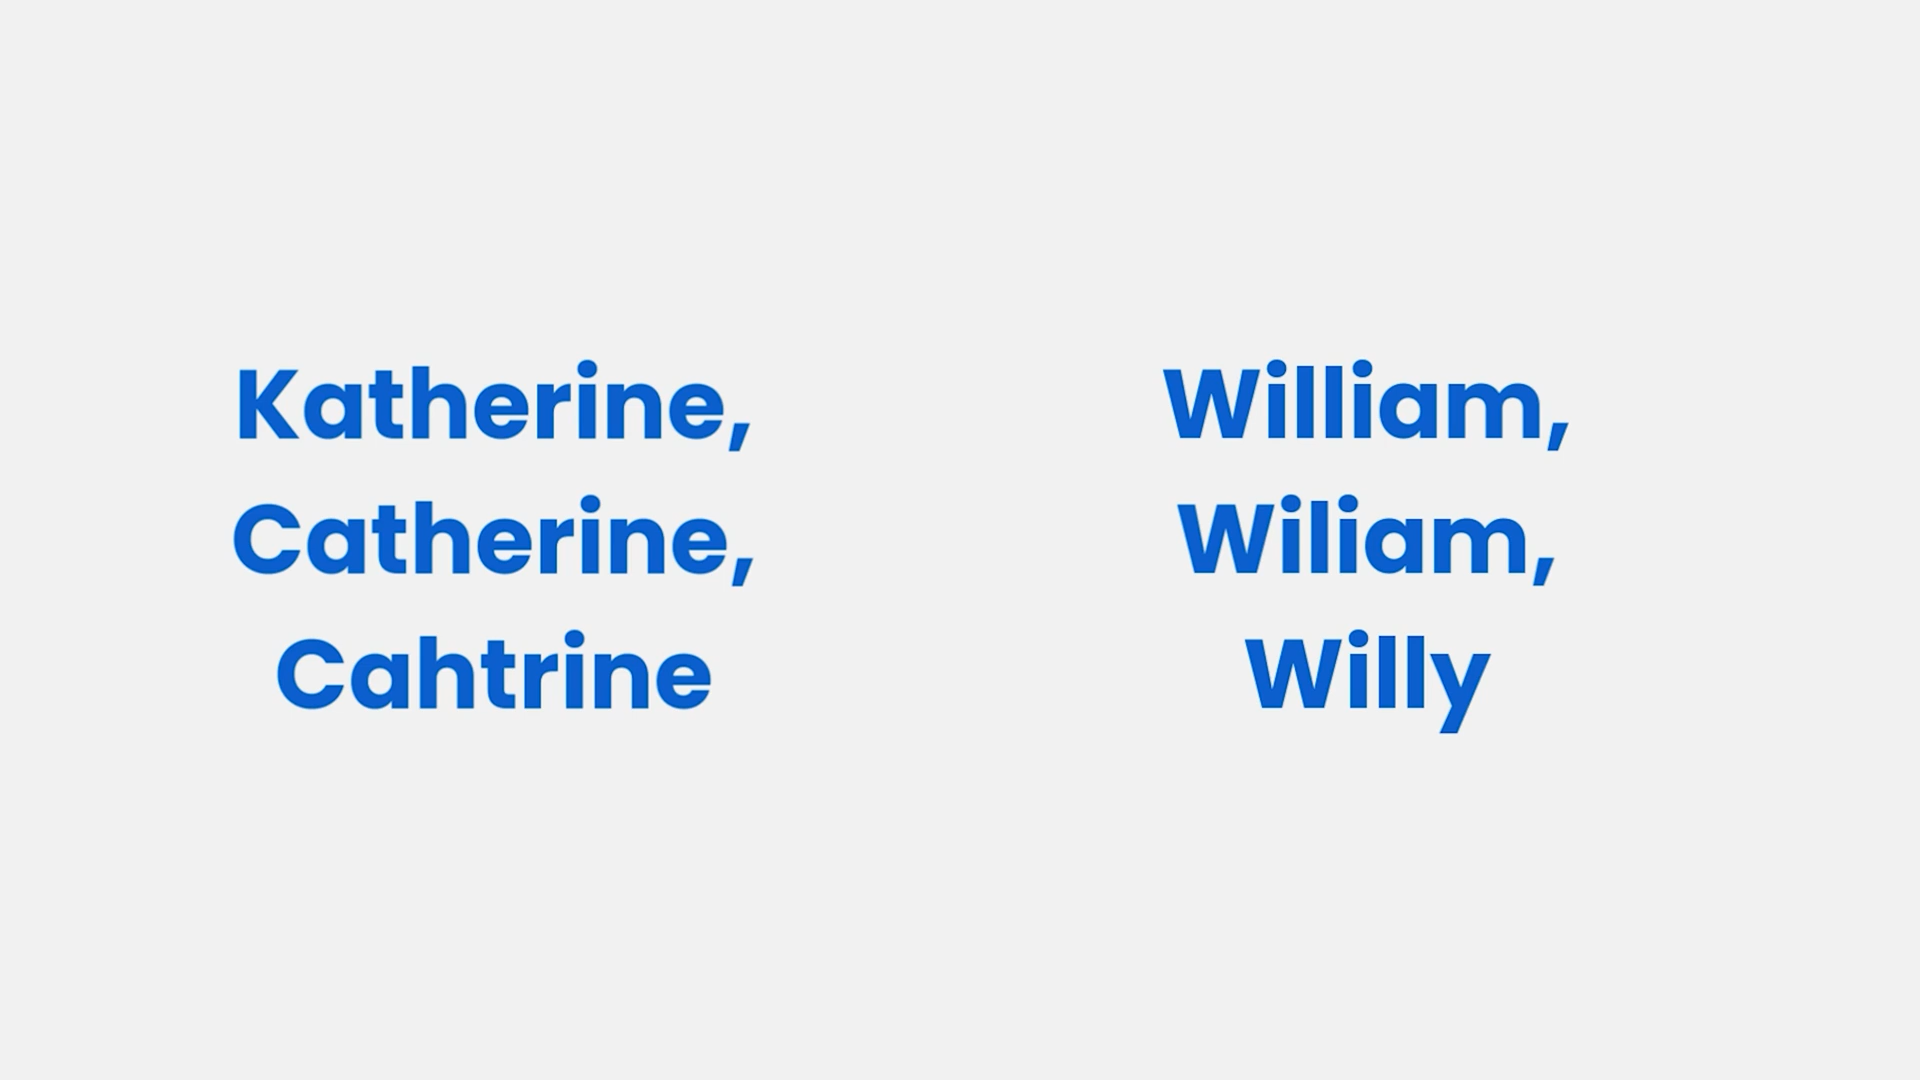 Katherine,
Catherine,
Cahtrine
William,
Wiliam,
Willy